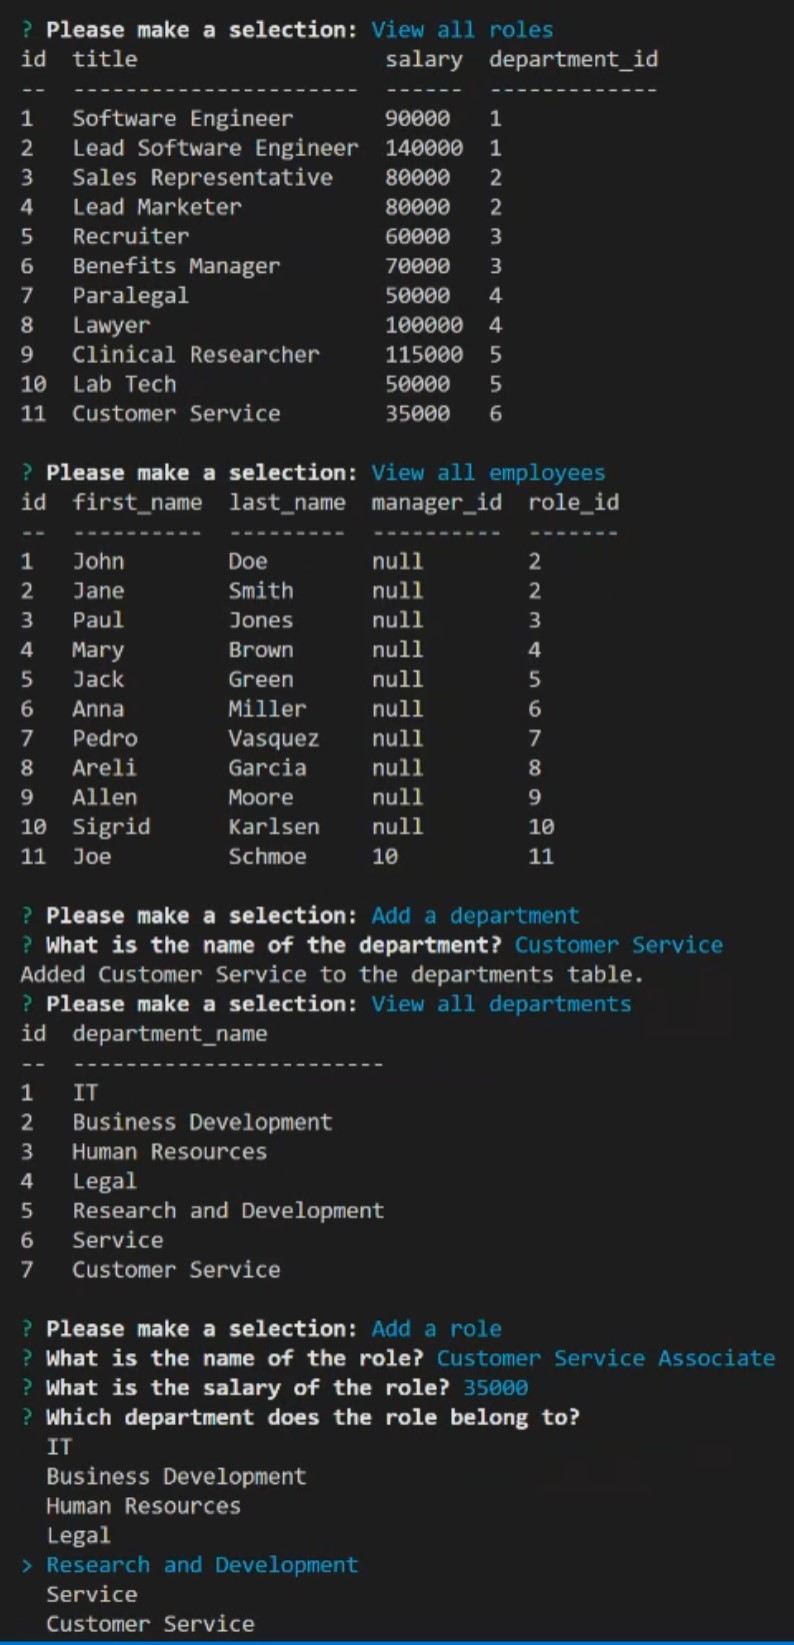 ? Please make a selection: View all roles
id  title                   salary  department_id
--  ----------------------  ------  -------------
1   Software Engineer       90000   1
2   Lead Software Engineer  140000  1
3   Sales Representative    80000   2
4   Lead Marketer           80000   2
5   Recruiter               60000   3
6   Benefits Manager        70000   3
7   Paralegal               50000   4
8   Lawyer                  100000  4
9   Clinical Researcher     115000  5
10  Lab Tech                50000   5
11  Customer Service        35000   6
? Please make a selection: View all employees
id  first_name  last_name  manager_id  role_id
--  ----------  ---------  ----------  -------
1   John        Doe        null        2
2   Jane        Smith      null        2
3   Paul        Jones      null        3
4   Mary        Brown      null        4
5   Jack        Green      null        5
6   Anna        Miller     null        6
7   Pedro       Vasquez    null        7
8   Areli       Garcia     null        8
9   Allen       Moore      null        9
10  Sigrid      Karlsen    null        10
11  Joe         Schmoe     10          11
? Please make a selection: Add a department
? What is the name of the department? Customer Service
Added Customer Service to the departments table.
? Please make a selection: View all departments
id  department_name
--  ------------------------
1   IT
2   Business Development
3   Human Resources
4   Legal
5   Research and Development
6   Service
7   Customer Service
? Please make a selection: Add a role
? What is the name of the role? Customer Service Associate
? What is the salary of the role? 35000
? Which department does the role belong to?
  IT
  Business Development
  Human Resources
  Legal
> Research and Development
  Service
  Customer Service